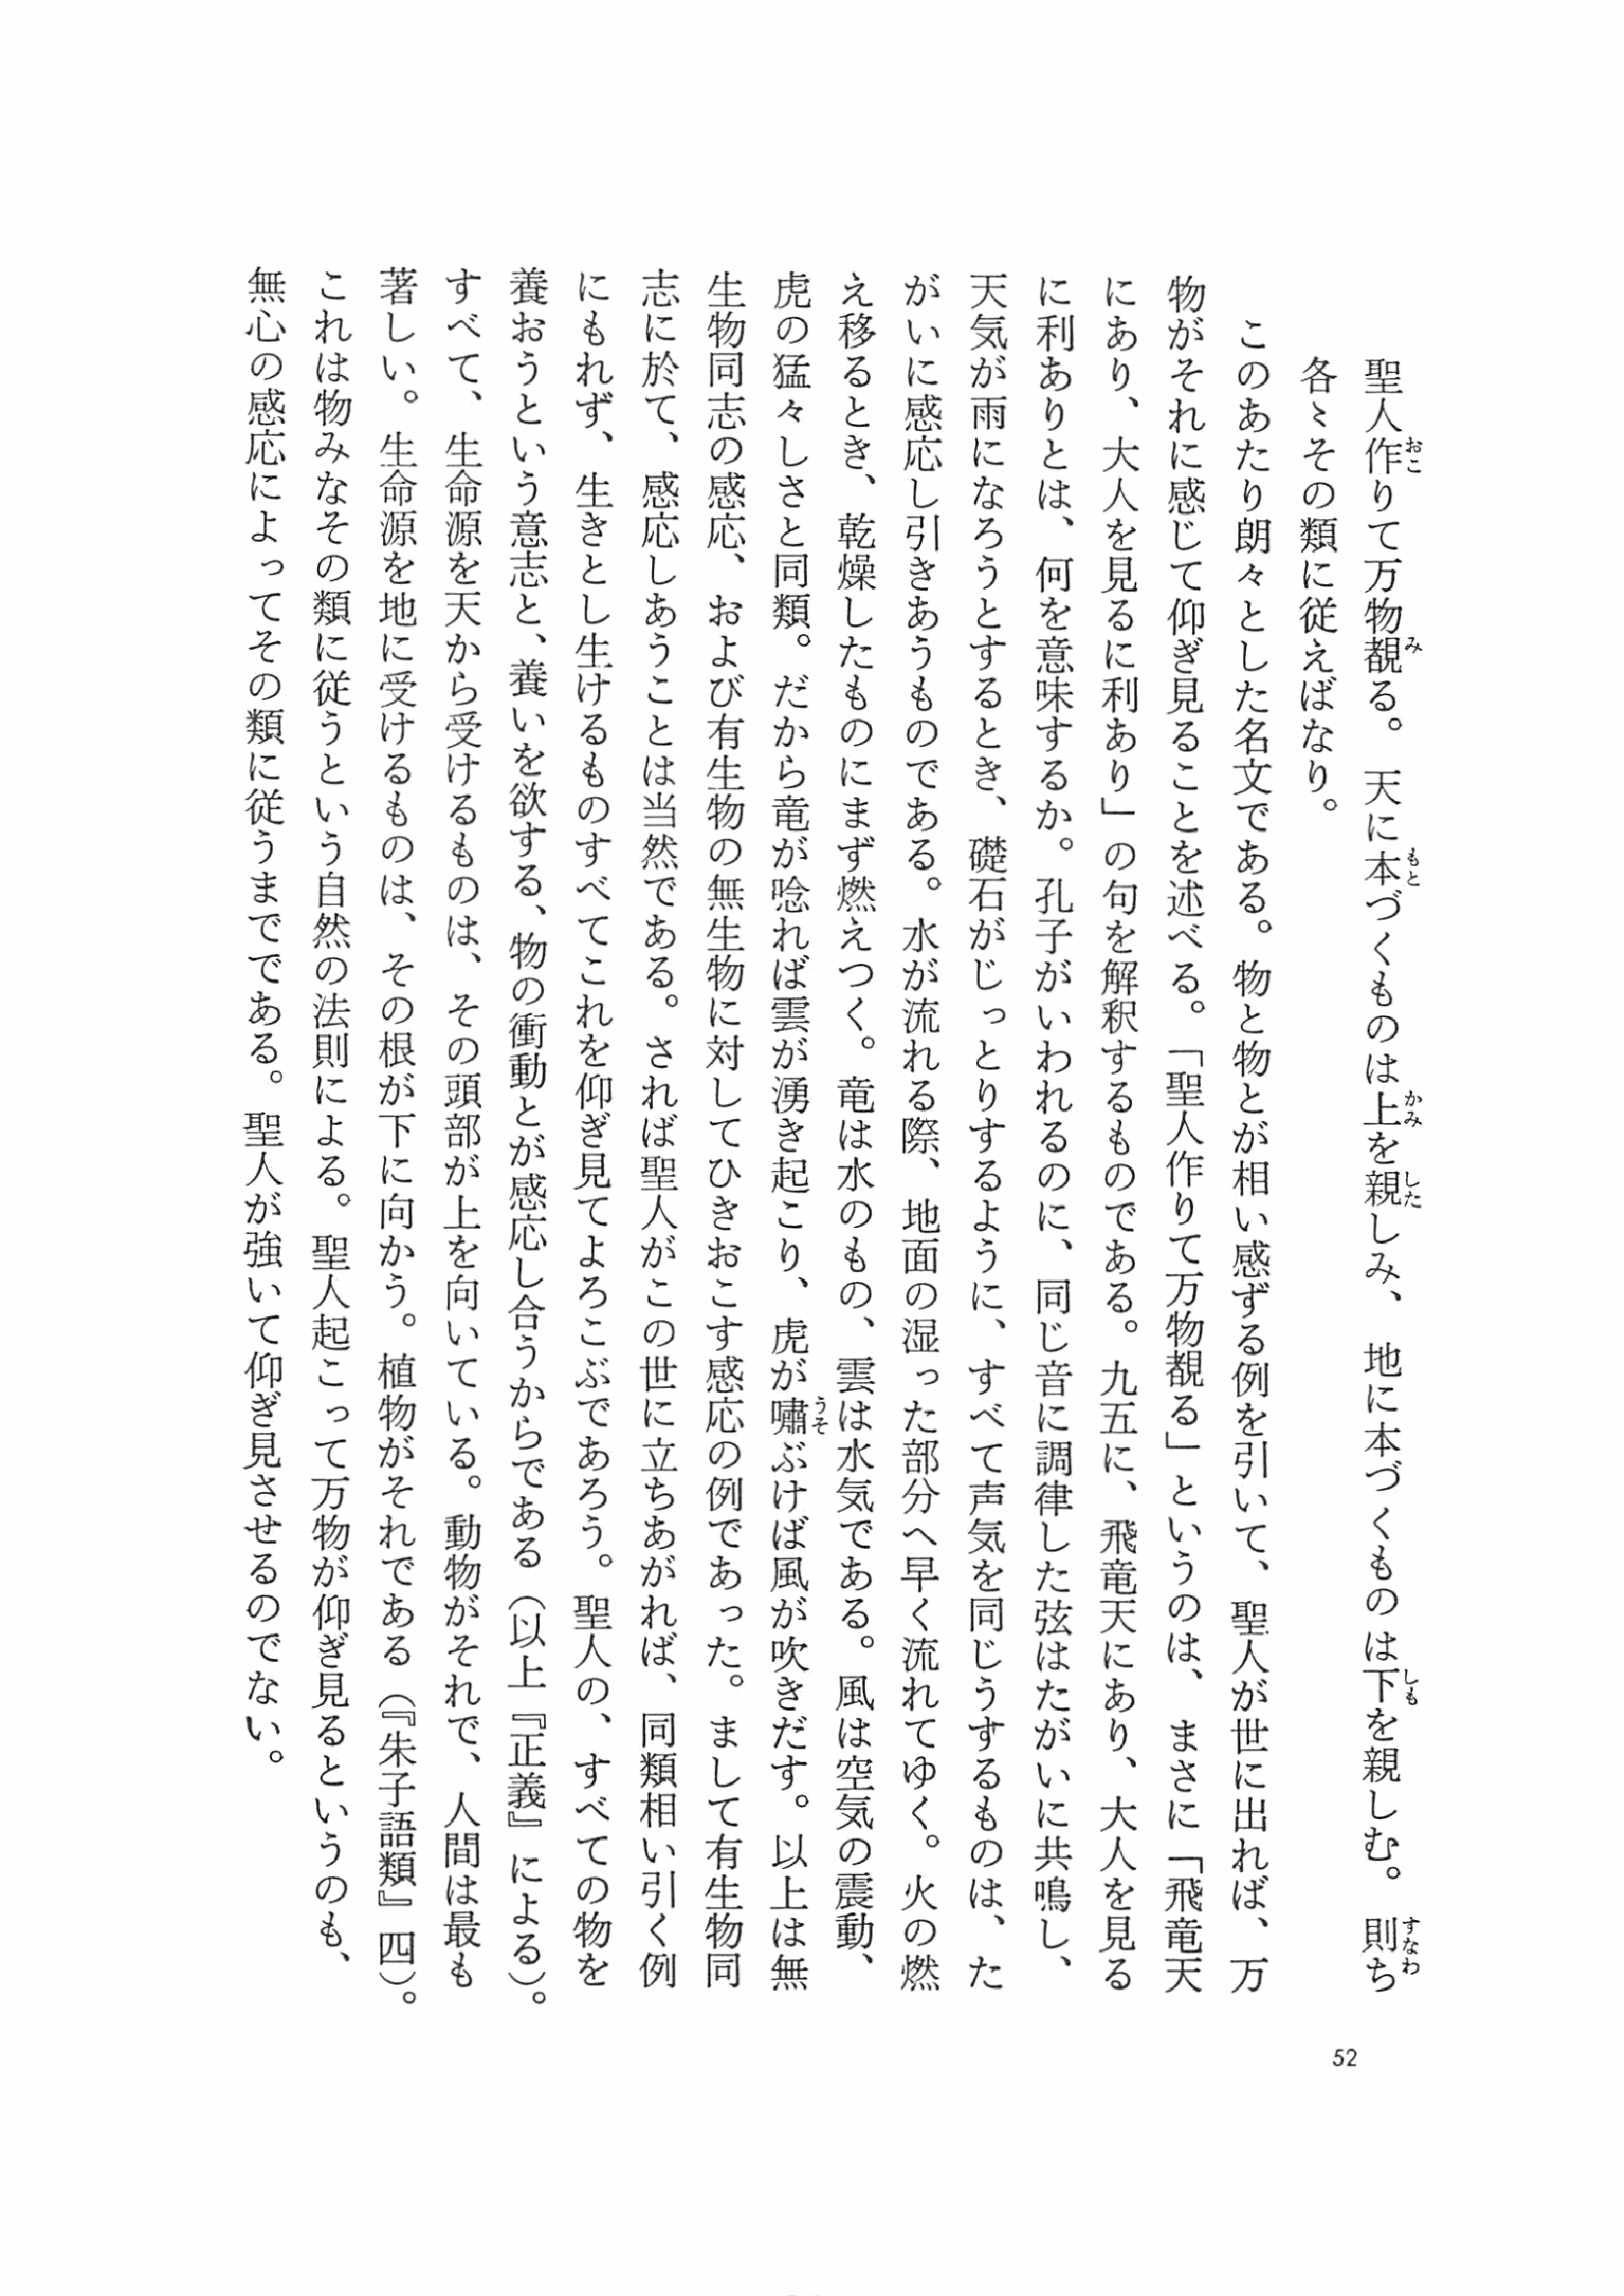 聖人作りて万物覩る。天に本づくものは上を親しみ、地に本づくものは下を親しむ。則ち
各〻その類に従えばなり。
このあたり朗々とした名文である。物と物とが相い感ずる例を引いて、聖人が世に出れば、万
物がそれに感じて仰ぎ見ることを述べる。「聖人作りて万物覩る」というのは、まさに「飛竜天
にあり、大人を見るに利あり」の句を解釈するものである。九五に、飛竜天にあり、大人を見る
に利ありとは、何を意味するか。孔子がいわれるのに、同じ音に調律した弦はたがいに共鳴し、
天気が雨になろうとするとき、礎石がじっとりするように、すべて声気を同じうするものは、た
がいに感応し引きあうものである。水が流れる際、地面の湿った部分へ早く流れてゆく。火の燃
え移るとき、乾燥したものにまず燃えつく。竜は水のもの、雲は水気である。風は空気の震動、
虎の猛々しさと同類。だから竜が唸れば雲が湧き起こり、虎が嘯ぶけば風が吹きだす。以上は無
生物同志の感応、および有生物の無生物に対してひきおこす感応の例であった。まして有生物同
志に於て、感応しあうことは当然である。されば聖人がこの世に立ちあがれば、同類相い引く例
にもれず、生きとし生けるものすべてこれを仰ぎ見てよろこぶであろう。聖人の、すべての物を
養おうという意志と、養いを欲する、物の衝動とが感応し合うからである（以上『正義』による）。
すべて、生命源を天から受けるものは、その頭部が上を向いている。動物がそれで、人間は最も
著しい。生命源を地に受けるものは、その根が下に向かう。植物がそれである（『朱子語類』四）。
これは物みなその類に従うという自然の法則による。聖人起こって万物が仰ぎ見るというのも、
無心の感応によってその類に従うまでである。聖人が強いて仰ぎ見させるのでない。
52